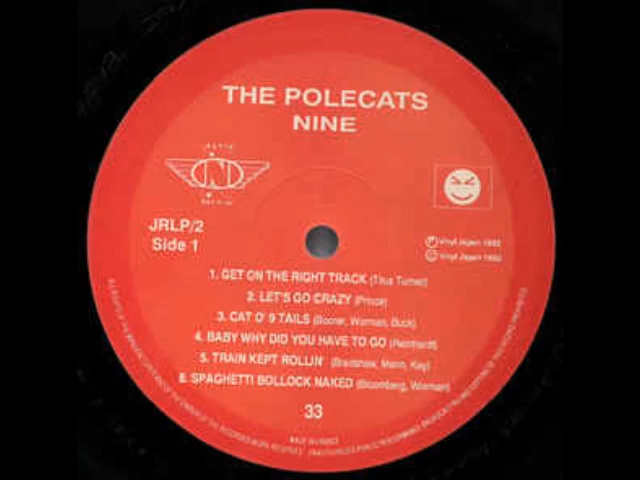 THE POLECATS
NINE
JRLP/2
Side 1
Ⓟ Vinyl Japan 1992
Ⓒ Vinyl Japan 1992
1. GET ON THE RIGHT TRACK (Titus Turner)
2. LET'S GO CRAZY (Prince)
3. CAT O' 9 TAILS (Boorer, Worman, Buck)
4. BABY WHY DID YOU HAVE TO GO (Reinhardt)
5. TRAIN KEPT ROLLIN' (Bradshaw, Mann, Kay)
6. SPAGHETTI BOLLOCK NAKED (Bloomberg, Worman)
33